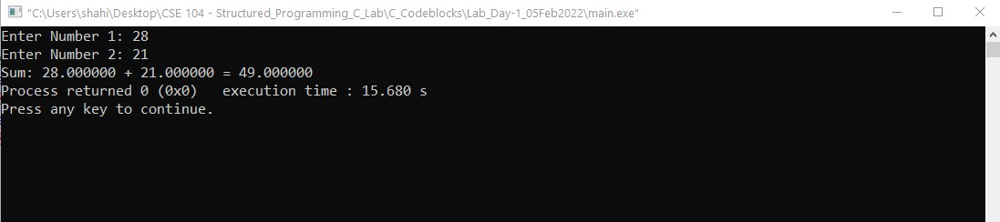 "C:\Users\shahi\Desktop\CSE 104 - Structured_Programming_C_Lab\C_Codeblocks\Lab_Day-1_05Feb2022\main.exe"
Enter Number 1: 28
Enter Number 2: 21
Sum: 28.000000 + 21.000000 = 49.000000
Process returned 0 (0x0)   execution time : 15.680 s
Press any key to continue.